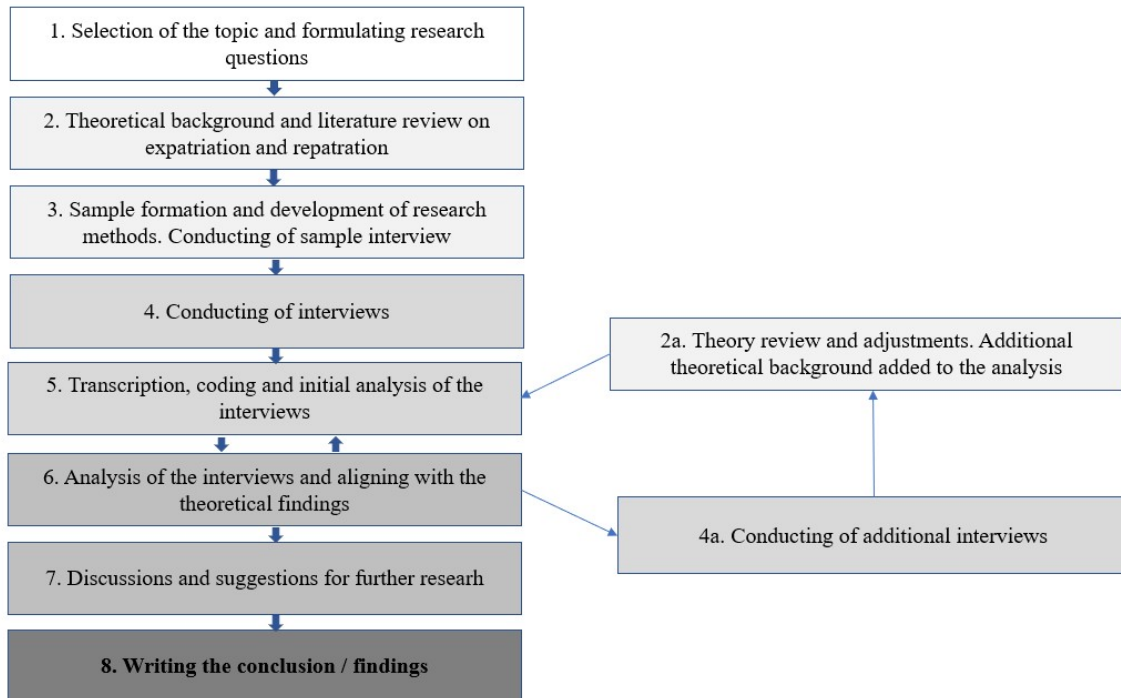 1. Selection of the topic and formulating research
questions
2. Theoretical background and literature review on
expatriation and repatration
3. Sample formation and development of research
methods. Conducting of sample interview
4. Conducting of interviews
2a. Theory review and adjustments. Additional
theoretical background added to the analysis
5. Transcription, coding and initial analysis of the
interviews
6. Analysis of the interviews and aligning with the
theoretical findings
4a. Conducting of additional interviews
7. Discussions and suggestions for further researh
8. Writing the conclusion / findings